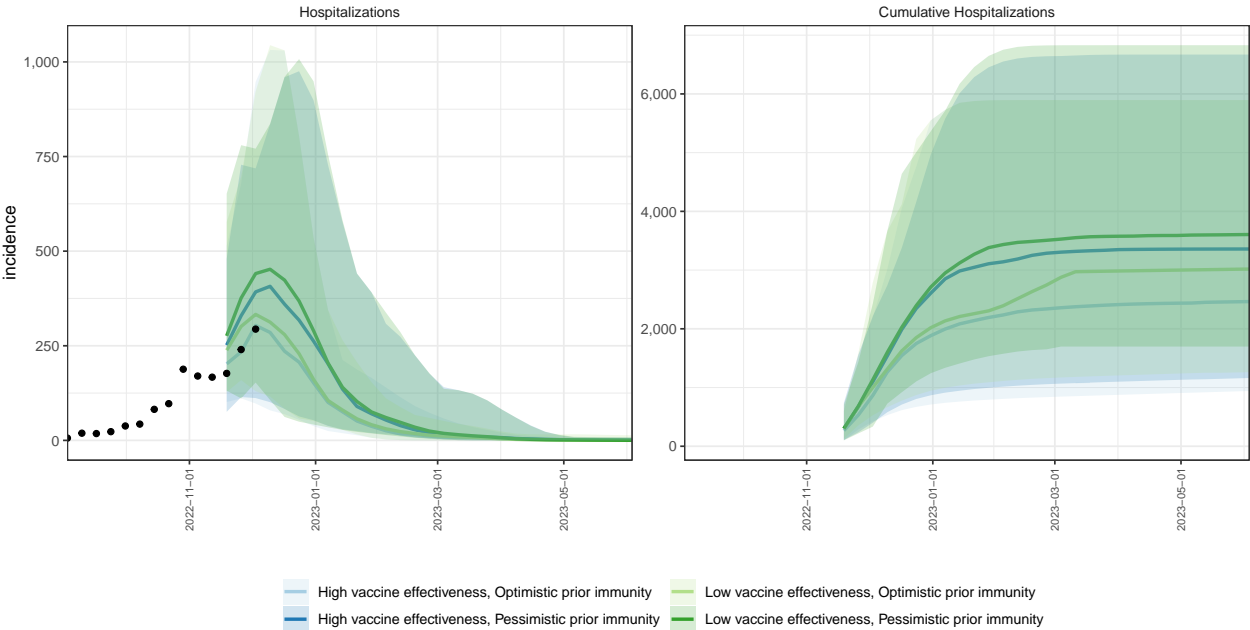 Hospitalizations
Cumulative Hospitalizations
incidence
1,000
750
500
250
0
6,000
4,000
2,000
0
2022−11−01
2023−01−01
2023−03−01
2023−05−01
2022−11−01
2023−01−01
2023−03−01
2023−05−01
High vaccine effectiveness, Optimistic prior immunity
Low vaccine effectiveness, Optimistic prior immunity
High vaccine effectiveness, Pessimistic prior immunity
Low vaccine effectiveness, Pessimistic prior immunity